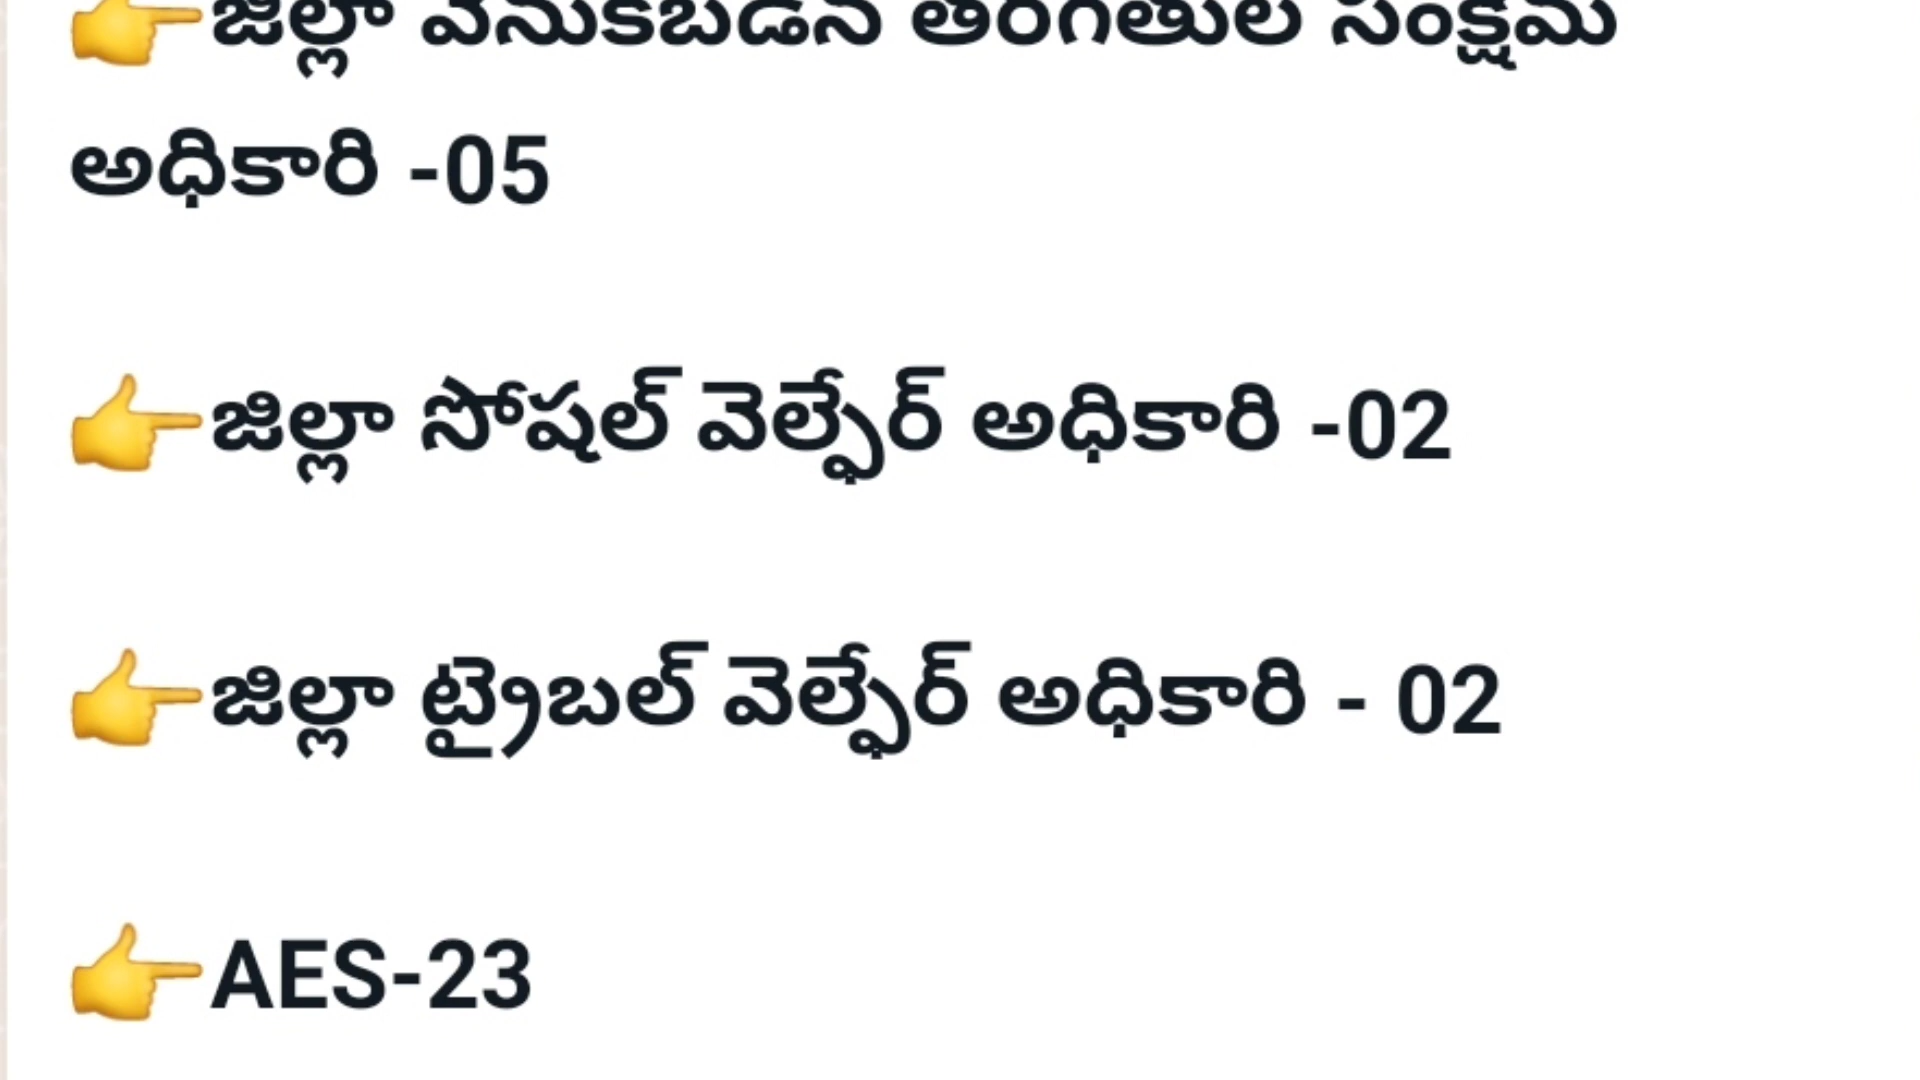 👉జిల్లా వెనుకబడిన తరగతుల సంక్షేమ
అధికారి -05
👉జిల్లా సోషల్ వెల్ఫేర్ అధికారి -02
👉జిల్లా ట్రైబల్ వెల్ఫేర్ అధికారి - 02
👉AES-23